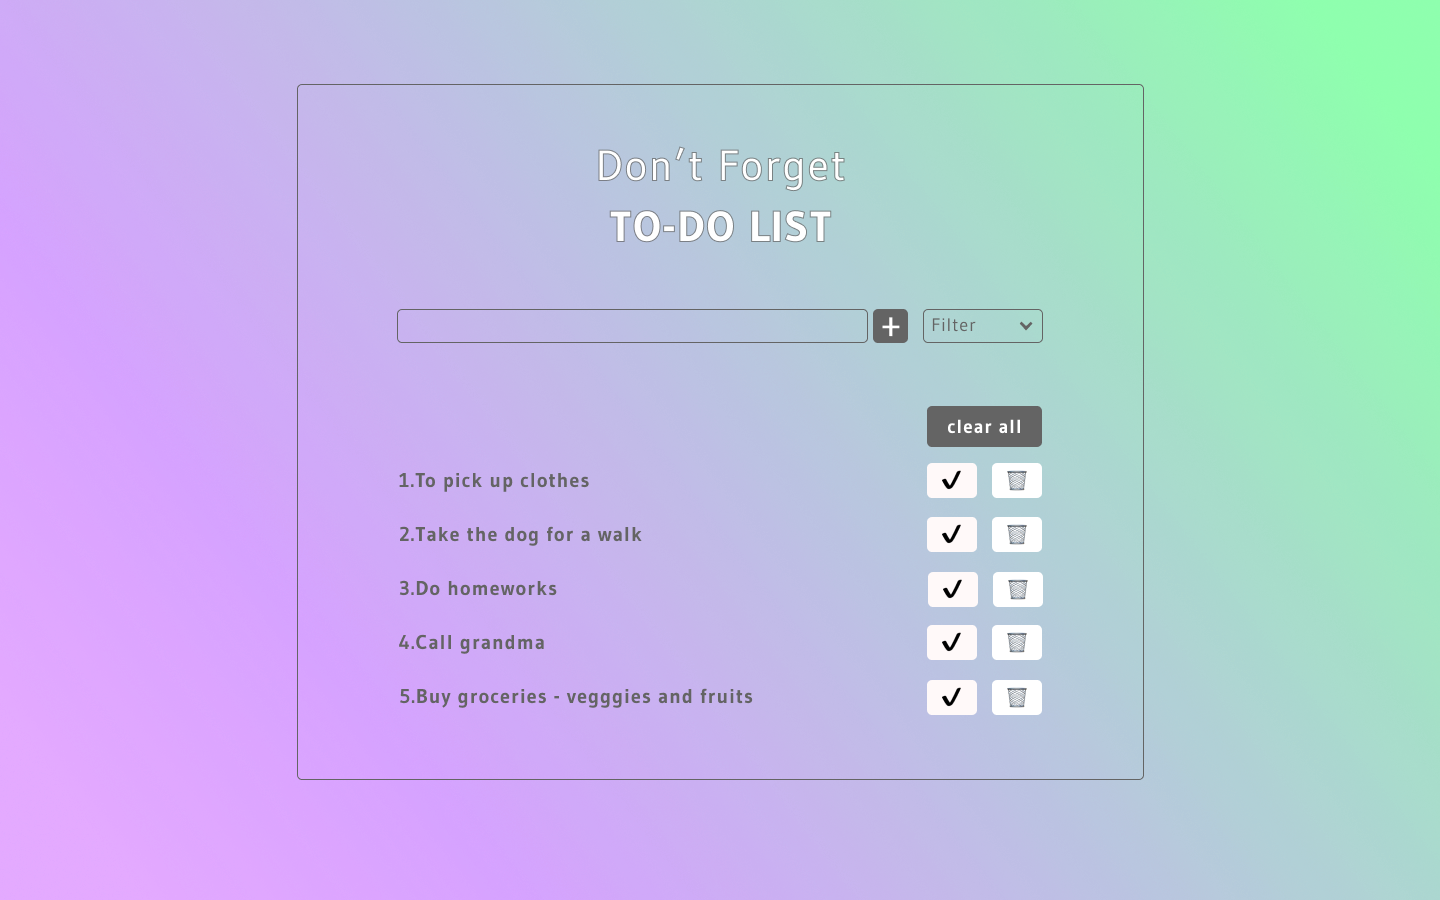 Don’t Forget
TO-DO LIST
Filter
clear all
1.To pick up clothes
2.Take the dog for a walk
3.Do homeworks
4.Call grandma
5.Buy groceries - vegggies and fruits